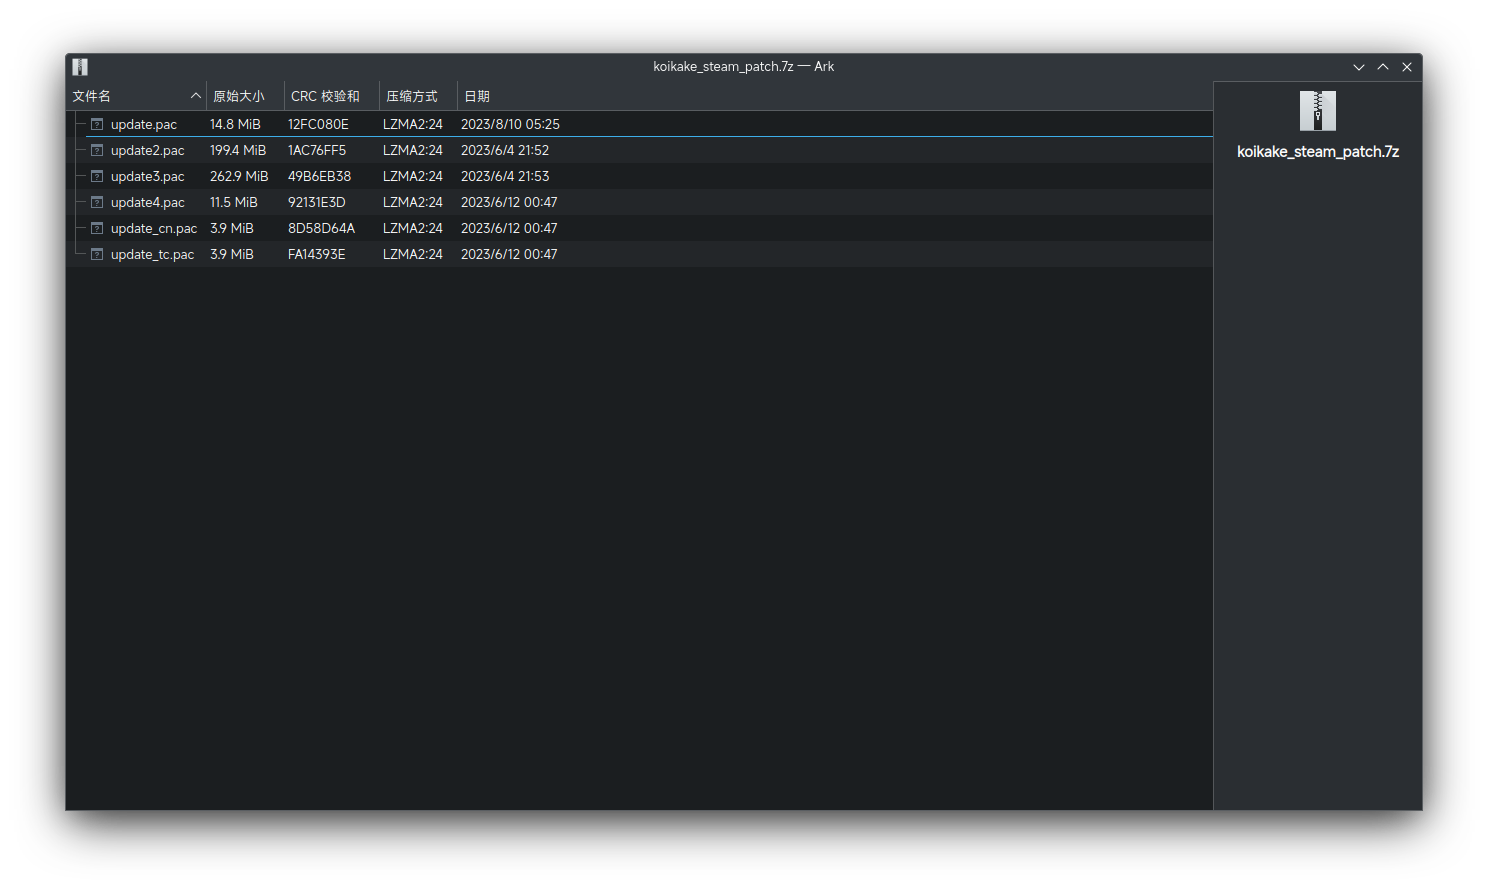 koikake_steam_patch.7z — Ark
文件名 原始大小 CRC 校验和 压缩方式 日期
update.pac 14.8 MiB 12FC080E LZMA2:24 2023/8/10 05:25
update2.pac 199.4 MiB 1AC76FF5 LZMA2:24 2023/6/4 21:52
update3.pac 262.9 MiB 49B6EB38 LZMA2:24 2023/6/4 21:53
update4.pac 11.5 MiB 92131E3D LZMA2:24 2023/6/12 00:47
update_cn.pac 3.9 MiB 8D58D64A LZMA2:24 2023/6/12 00:47
update_tc.pac 3.9 MiB FA14393E LZMA2:24 2023/6/12 00:47
koikake_steam_patch.7z